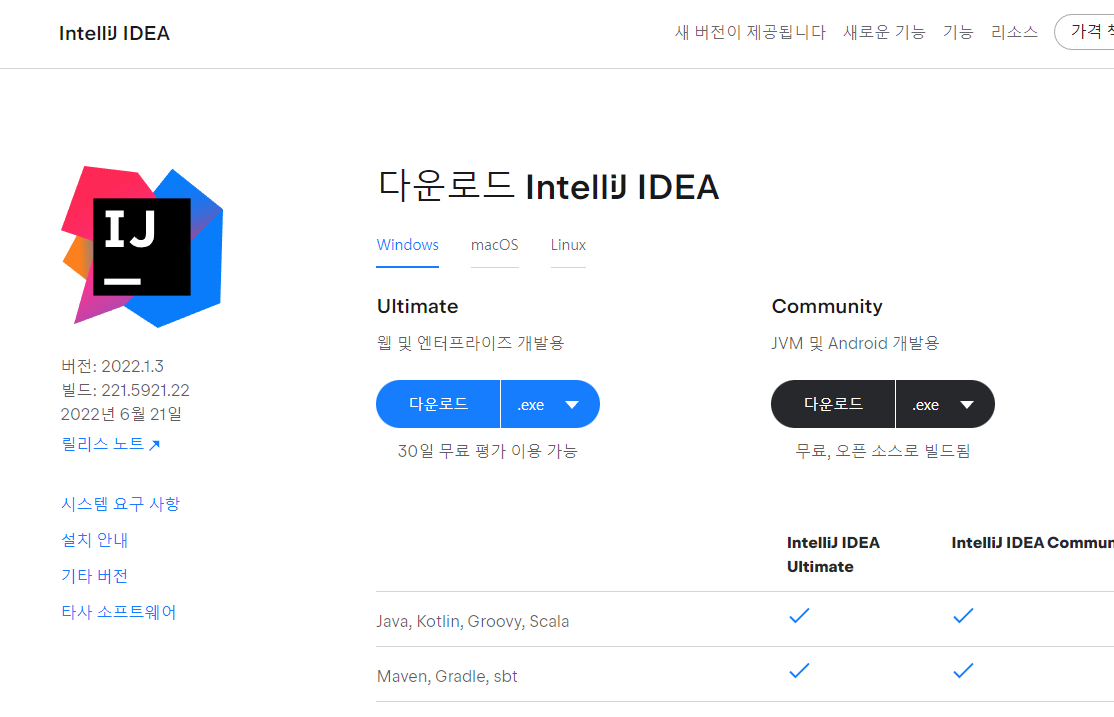 IntelliJ IDEA
새 버전이 제공됩니다 새로운 기능 기능 리소스 가격
IJ
버전: 2022.1.3
빌드: 221.5921.22
2022년 6월 21일
릴리스 노트 ↗
시스템 요구 사항
설치 안내
기타 버전
타사 소프트웨어
다운로드 IntelliJ IDEA
Windows macOS Linux
Ultimate
웹 및 엔터프라이즈 개발용
다운로드 .exe
30일 무료 평가 이용 가능
Community
JVM 및 Android 개발용
다운로드 .exe
무료, 오픈 소스로 빌드됨
IntelliJ IDEA
Ultimate
IntelliJ IDEA Commun
Java, Kotlin, Groovy, Scala
Maven, Gradle, sbt